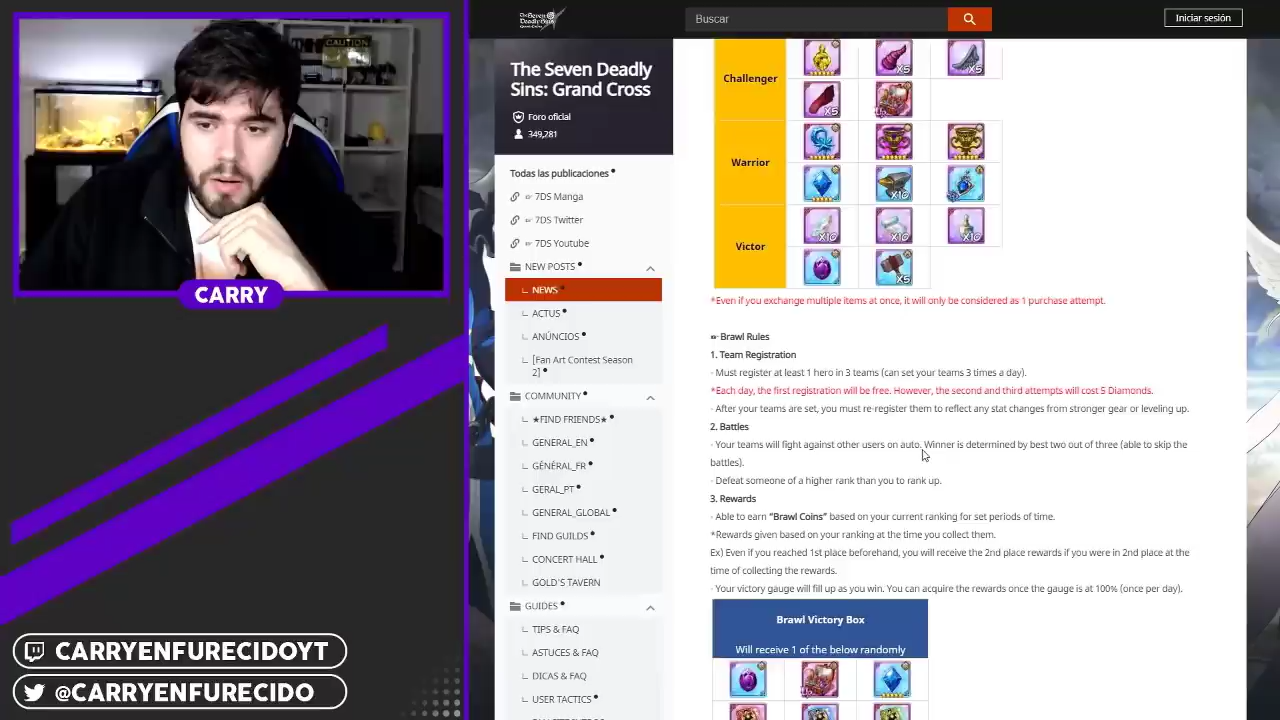 CAUTION
CARRY
CARRYENFURECIDOYT
@CARRYENFURECIDO
The Seven
Deadly Sins
Buscar
Iniciar sesión
The Seven Deadly
Sins: Grand Cross
Foro oficial
349,281
Todas las publicaciones
7DS Manga
7DS Twitter
7DS Youtube
NEW POSTS
NEWS
ACTUS
ANÚNCIOS
[Fan Art Contest Season
2]
COMMUNITY
★FIND FRIENDS★
GENERAL_EN
GÉNÉRAL_FR
GERAL_PT
GENERAL_GLOBAL
FIND GUILDS
CONCERT HALL
GOLD`S TAVERN
GUIDES
TIPS & FAQ
ASTUCES & FAQ
DICAS & FAQ
USER TACTICS
Challenger
X5
X5
X5
Warrior
X10
Victor
X10
X10
X10
X5
*Even if you exchange multiple items at once, it will only be considered as 1 purchase attempt.
Brawl Rules
1. Team Registration
- Must register at least 1 hero in 3 teams (can set your teams 3 times a day).
*Each day, the first registration will be free. However, the second and third attempts will cost 5 Diamonds.
- After your teams are set, you must re-register them to reflect any stat changes from stronger gear or leveling up.
2. Battles
- Your teams will fight against other users on auto. Winner is determined by best two out of three (able to skip the
battles).
- Defeat someone of a higher rank than you to rank up.
3. Rewards
- Able to earn “Brawl Coins” based on your current ranking for set periods of time.
*Rewards given based on your ranking at the time you collect them.
Ex) Even if you reached 1st place beforehand, you will receive the 2nd place rewards if you were in 2nd place at the
time of collecting the rewards.
- Your victory gauge will fill up as you win. You can acquire the rewards once the gauge is at 100% (once per day).
Brawl Victory Box
Will receive 1 of the below randomly